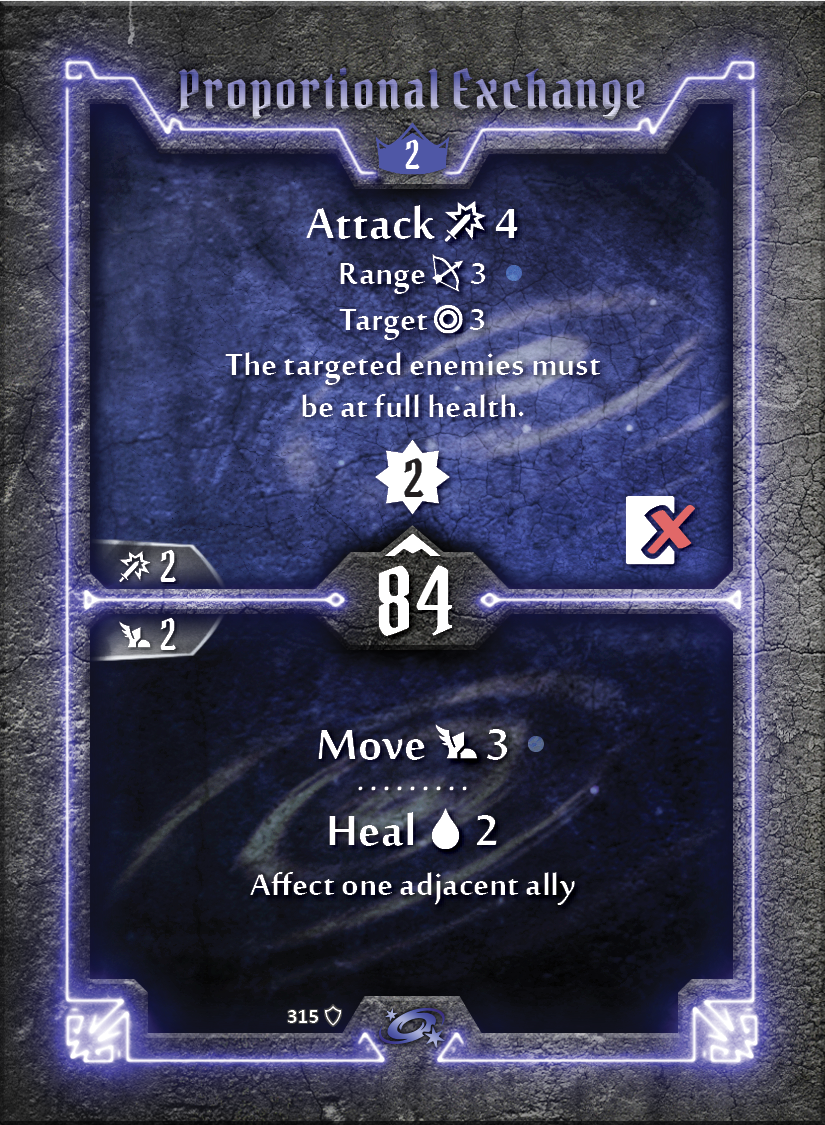 Proportional Exchange
2
Attack 4
Range 3
Target 3
The targeted enemies must
be at full health.
2
2
84
2
Move 3
Heal 2
Affect one adjacent ally
315